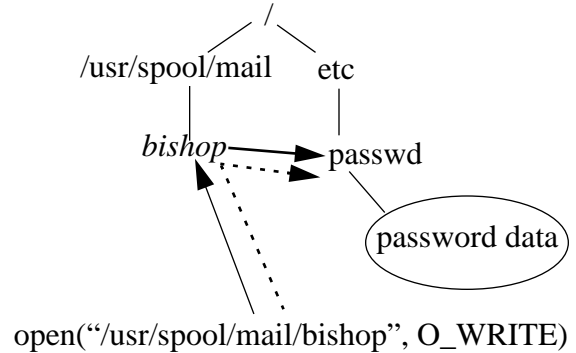 /
/usr/spool/mail etc
bishop passwd
password data
open(“/usr/spool/mail/bishop”, O_WRITE)